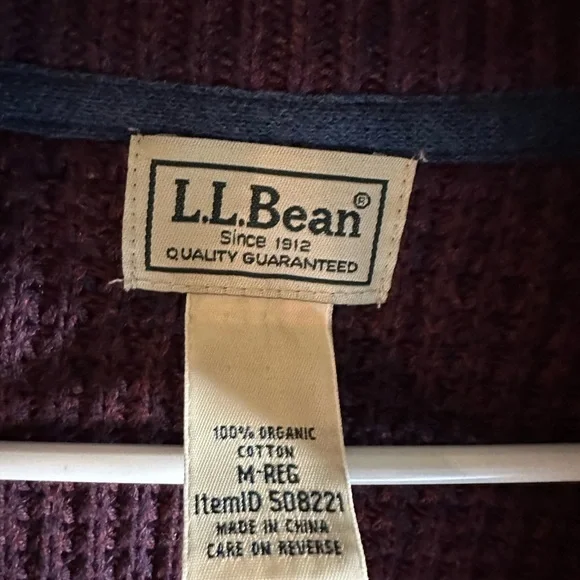 L.L.Bean®
Since 1912
QUALITY GUARANTEED
100% ORGANIC
COTTON
M-REG
ItemID 508221
MADE IN CHINA
CARE ON REVERSE